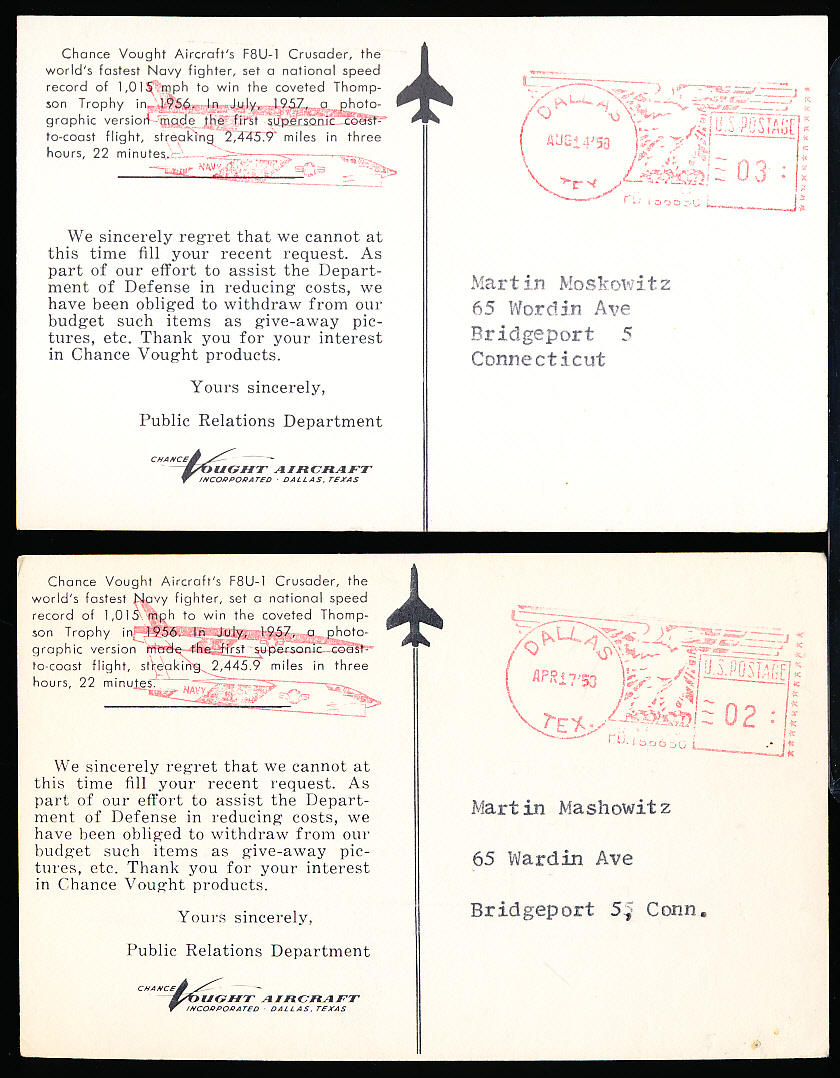 Chance Vought Aircraft's F8U-1 Crusader, the
world's fastest Navy fighter, set a national speed
record of 1,015 mph to win the coveted Thomp-
son Trophy in 1956. In July, 1957, a photo-
graphic version made the first supersonic coast-
to-coast flight, streaking 2,445.9 miles in three
hours, 22 minutes.
NAVY
We sincerely regret that we cannot at
this time fill your recent request. As
part of our effort to assist the Depart-
ment of Defense in reducing costs, we
have been obliged to withdraw from our
budget such items as give-away pic-
tures, etc. Thank you for your interest
in Chance Vought products.
Yours sincerely,
Public Relations Department
CHANCE
VOUGHT AIRCRAFT
INCORPORATED · DALLAS, TEXAS
DALLAS
AUG14'58
TEX
U.S. POSTAGE
03
Martin Moskowitz
65 Wordin Ave
Bridgeport 5
Connecticut
Chance Vought Aircraft's F8U-1 Crusader, the
world's fastest Navy fighter, set a national speed
record of 1,015 mph to win the coveted Thomp-
son Trophy in 1956. In July, 1957, a photo-
graphic version made the first supersonic coast-
to-coast flight, streaking 2,445.9 miles in three
hours, 22 minutes.
NAVY
We sincerely regret that we cannot at
this time fill your recent request. As
part of our effort to assist the Depart-
ment of Defense in reducing costs, we
have been obliged to withdraw from our
budget such items as give-away pic-
tures, etc. Thank you for your interest
in Chance Vought products.
Yours sincerely,
Public Relations Department
CHANCE
VOUGHT AIRCRAFT
INCORPORATED · DALLAS, TEXAS
DALLAS
APR17'58
TEX.
U.S. POSTAGE
02
Martin Mashowitz
65 Wardin Ave
Bridgeport 5, Conn.